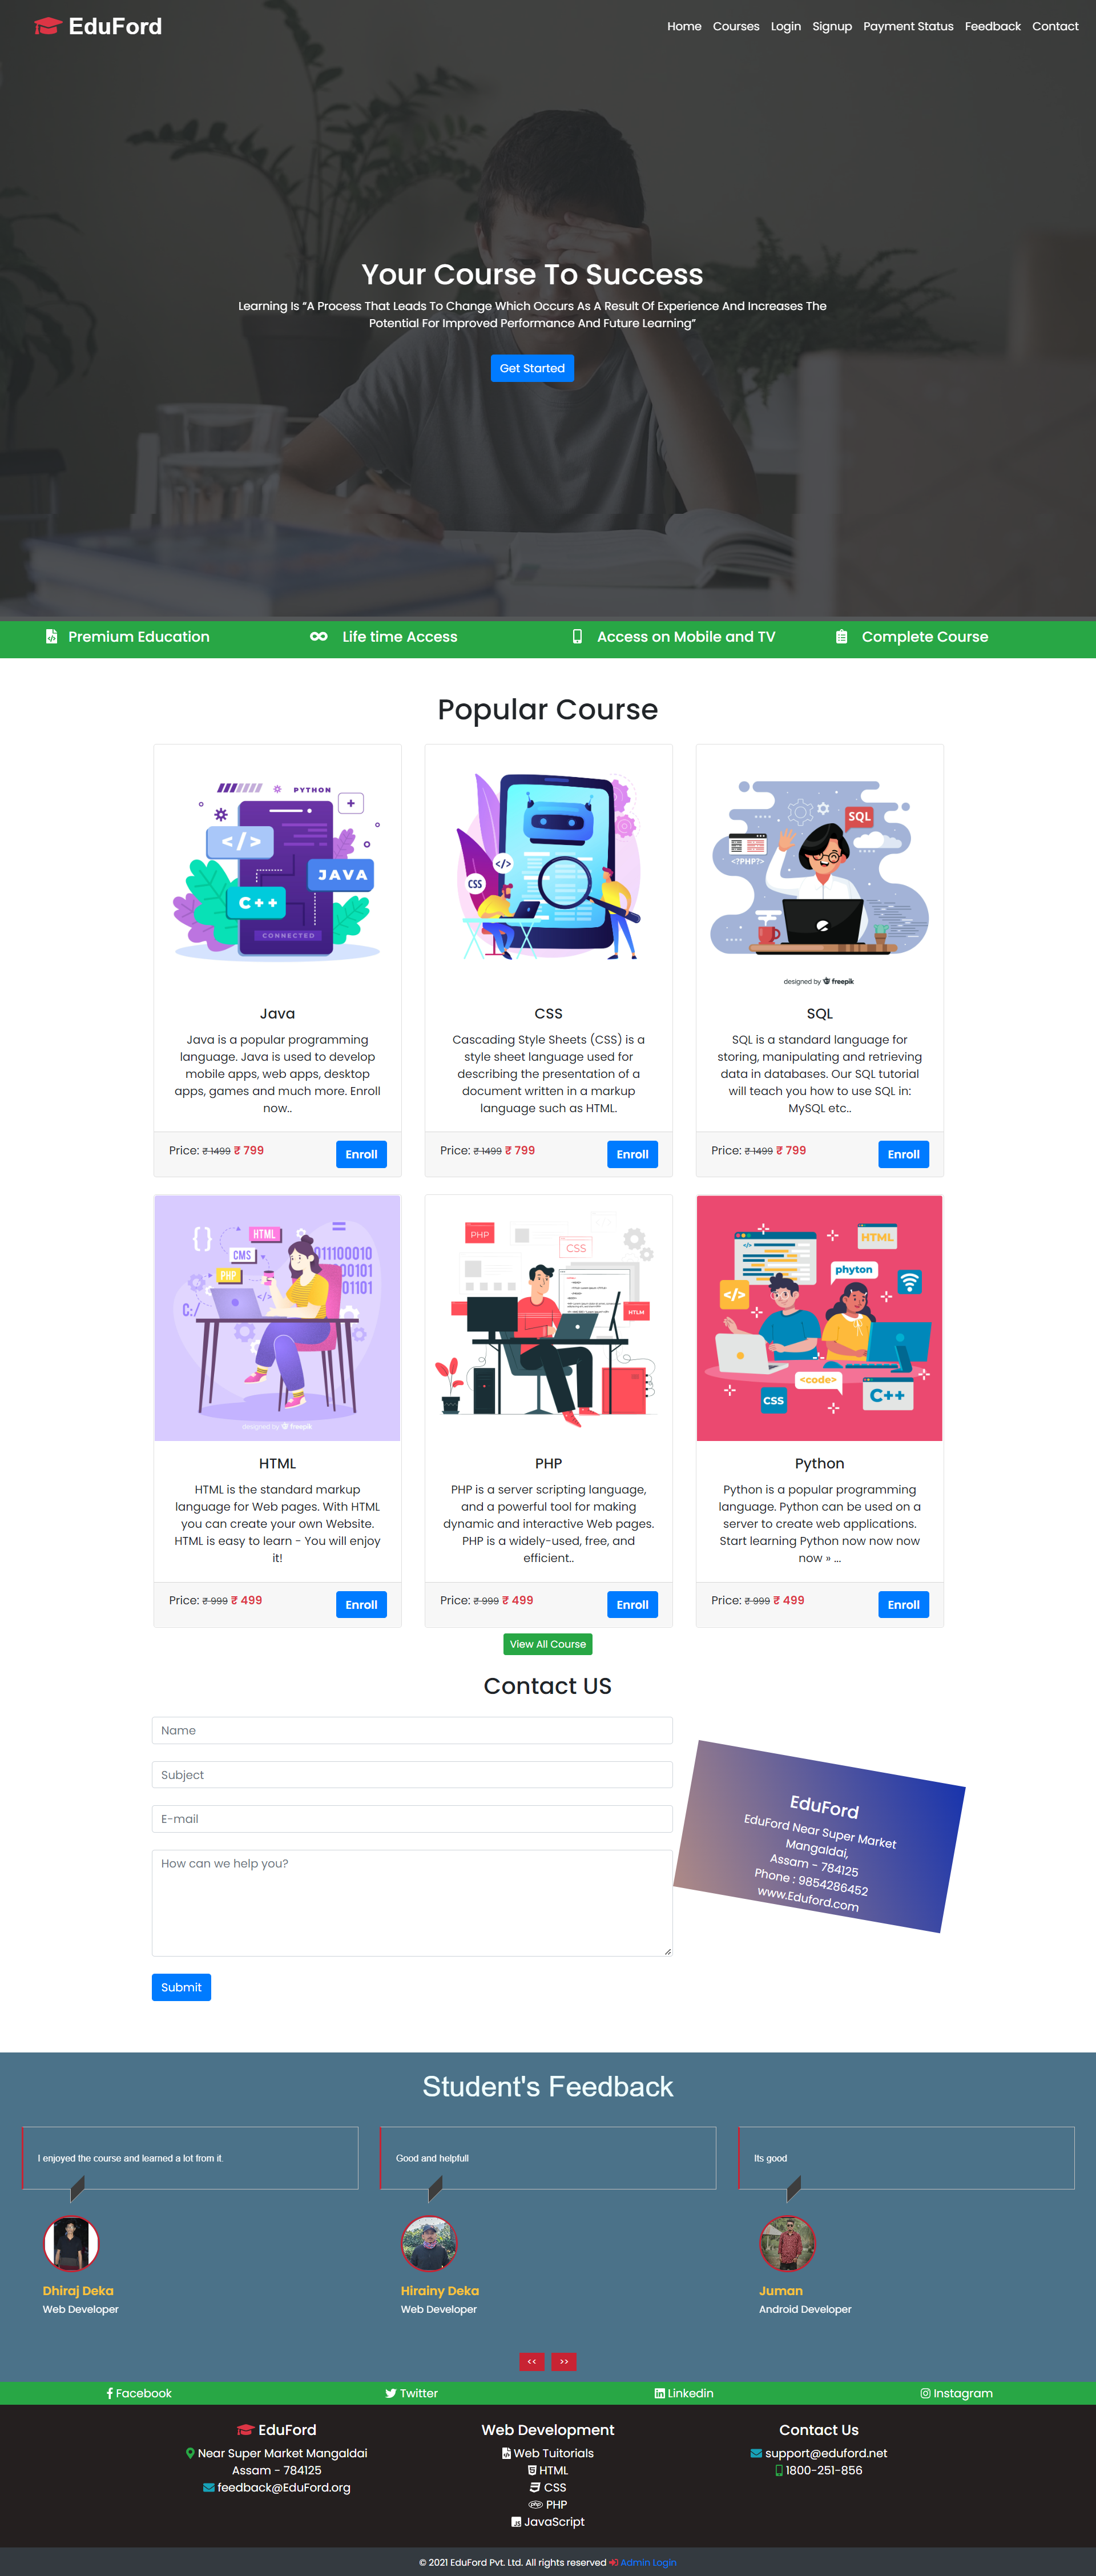 EduFord
Home Courses Login Signup Payment Status Feedback Contact
Your Course To Success
Learning Is “A Process That Leads To Change Which Occurs As A Result Of Experience And Increases The
Potential For Improved Performance And Future Learning”
Get Started
Premium Education Life time Access Access on Mobile and TV Complete Course
Popular Course
PYTHON
</>
JAVA
C++
CONNECTED
Java
Java is a popular programming
language. Java is used to develop
mobile apps, web apps, desktop
apps, games and much more. Enroll
now..
Price: ₹ 1499 ₹ 799 Enroll
</>
CSS
CSS
Cascading Style Sheets (CSS) is a
style sheet language used for
describing the presentation of a
document written in a markup
language such as HTML.
Price: ₹ 1499 ₹ 799 Enroll
SQL
<?PHP?>
designed by freepik
SQL
SQL is a standard language for
storing, manipulating and retrieving
data in databases. Our SQL tutorial
will teach you how to use SQL in:
MySQL etc..
Price: ₹ 1499 ₹ 799 Enroll
{} HTML
CMS
PHP
C:/
designed by freepik
HTML
HTML is the standard markup
language for Web pages. With HTML
you can create your own Website.
HTML is easy to learn - You will enjoy
it!
Price: ₹ 999 ₹ 499 Enroll
PHP
CSS
HTLM
PHP
PHP is a server scripting language,
and a powerful tool for making
dynamic and interactive Web pages.
PHP is a widely-used, free, and
efficient..
Price: ₹ 999 ₹ 499 Enroll
HTML
phyton
</>
<code>
CSS
C++
Python
Python is a popular programming
language. Python can be used on a
server to create web applications.
Start learning Python now now now
now » ...
Price: ₹ 999 ₹ 499 Enroll
View All Course
Contact US
Name
Subject
E-mail
How can we help you?
Submit
EduFord
EduFord Near Super Market
Mangaldai,
Assam - 784125
Phone : 9854286452
www.Eduford.com
Student's Feedback
I enjoyed the course and learned a lot from it.
Dhiraj Deka
Web Developer
Good and helpfull
Hirainy Deka
Web Developer
Its good
Juman
Android Developer
<< >>
Facebook Twitter Linkedin Instagram
EduFord
Near Super Market Mangaldai
Assam - 784125
feedback@EduFord.org
Web Development
Web Tuitorials
HTML
CSS
PHP
JavaScript
Contact Us
support@eduford.net
1800-251-856
© 2021 EduFord Pvt. Ltd. All rights reserved Admin Login